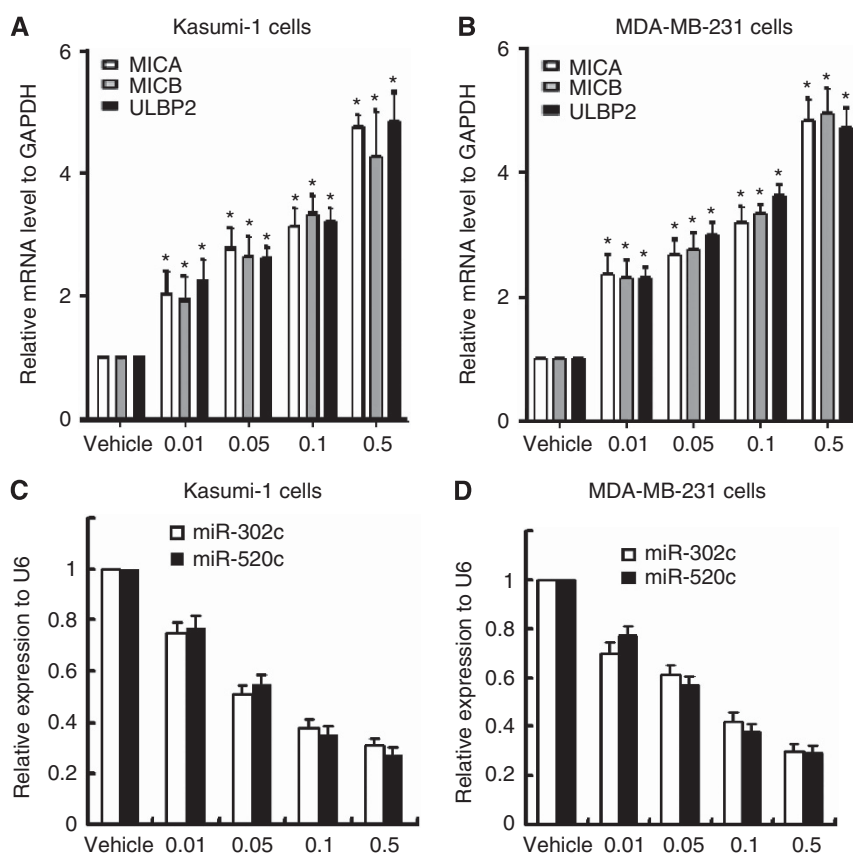 A
Kasumi-1 cells
Relative mRNA level to GAPDH
6
4
2
0
MICA
MICB
ULBP2
* * * * * * * * * * * *
Vehicle 0.01 0.05 0.1 0.5
B
MDA-MB-231 cells
Relative mRNA level to GAPDH
6
4
2
0
MICA
MICB
ULBP2
* * * * * * * * * * * *
Vehicle 0.01 0.05 0.1 0.5
C
Kasumi-1 cells
Relative expression to U6
1
0.8
0.6
0.4
0.2
0
miR-302c
miR-520c
Vehicle 0.01 0.05 0.1 0.5
D
MDA-MB-231 cells
Relative expression to U6
1
0.8
0.6
0.4
0.2
0
miR-302c
miR-520c
Vehicle 0.01 0.05 0.1 0.5